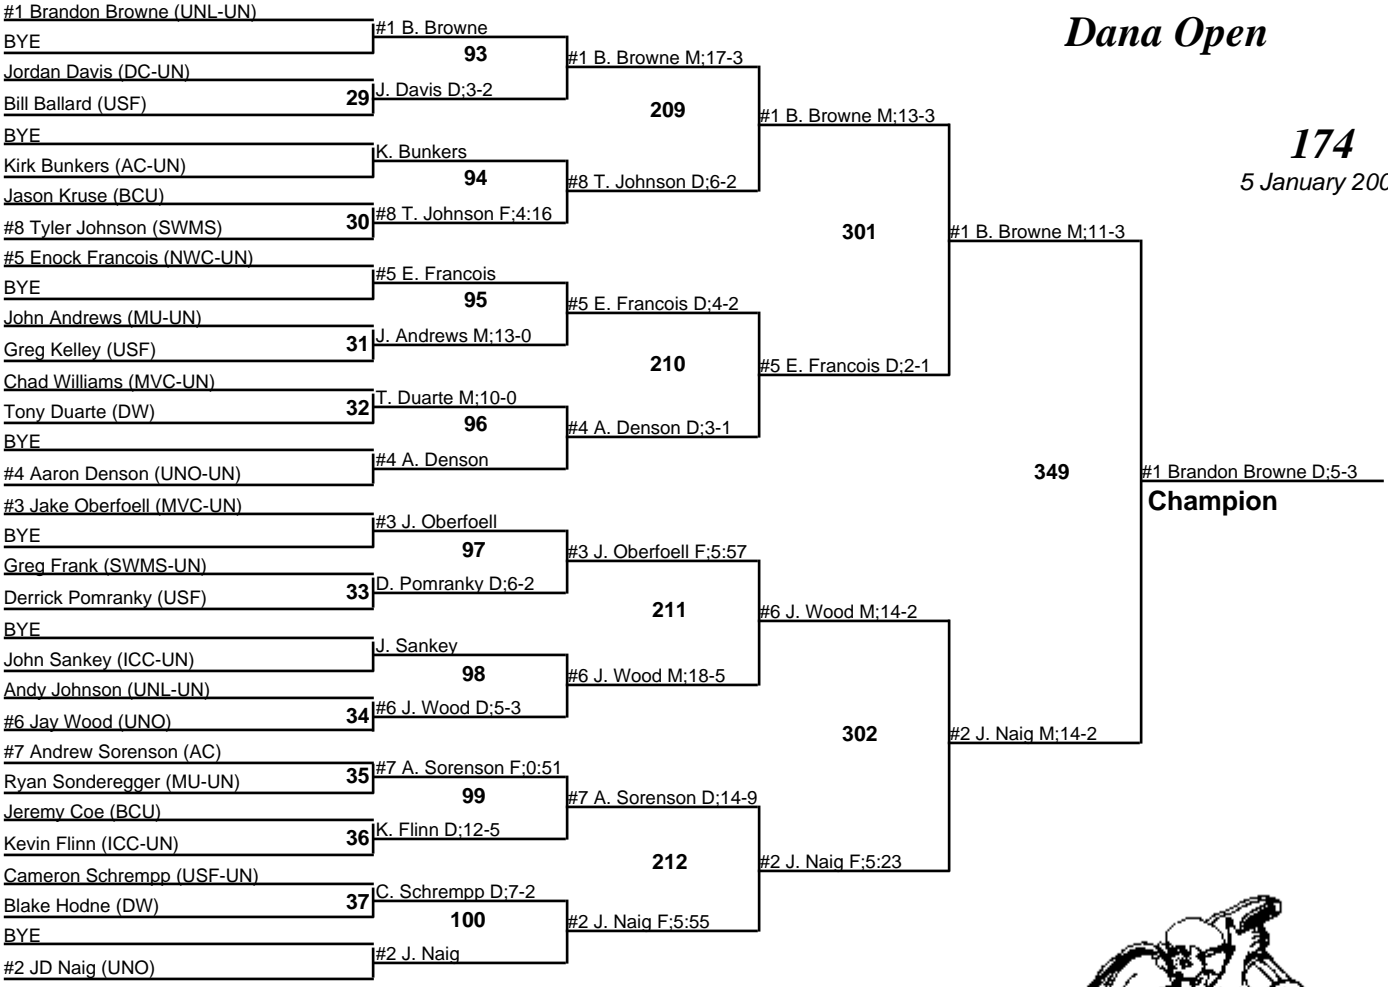 Dana Open
174
5 January 200
#1 Brandon Browne (UNL-UN)
BYE
Jordan Davis (DC-UN)
Bill Ballard (USF)
BYE
Kirk Bunkers (AC-UN)
Jason Kruse (BCU)
#8 Tyler Johnson (SWMS)
#5 Enock Francois (NWC-UN)
BYE
John Andrews (MU-UN)
Greg Kelley (USF)
Chad Williams (MVC-UN)
Tony Duarte (DW)
BYE
#4 Aaron Denson (UNO-UN)
#3 Jake Oberfoell (MVC-UN)
BYE
Greg Frank (SWMS-UN)
Derrick Pomranky (USF)
BYE
John Sankey (ICC-UN)
Andy Johnson (UNL-UN)
#6 Jay Wood (UNO)
#7 Andrew Sorenson (AC)
Ryan Sonderegger (MU-UN)
Jeremy Coe (BCU)
Kevin Flinn (ICC-UN)
Cameron Schrempp (USF-UN)
Blake Hodne (DW)
BYE
#2 JD Naig (UNO)
29
30
31
32
33
34
35
36
37
#1 B. Browne
93
J. Davis D;3-2
K. Bunkers
94
#8 T. Johnson F;4:16
#5 E. Francois
95
J. Andrews M;13-0
T. Duarte M;10-0
96
#4 A. Denson
#3 J. Oberfoell
97
D. Pomranky D;6-2
J. Sankey
98
#6 J. Wood D;5-3
#7 A. Sorenson F;0:51
99
K. Flinn D;12-5
C. Schrempp D;7-2
100
#2 J. Naig
#1 B. Browne M;17-3
209
#8 T. Johnson D;6-2
#5 E. Francois D;4-2
210
#4 A. Denson D;3-1
#3 J. Oberfoell F;5:57
211
#6 J. Wood M;18-5
#7 A. Sorenson D;14-9
212
#2 J. Naig F;5:55
#1 B. Browne M;13-3
301
#5 E. Francois D;2-1
#6 J. Wood M;14-2
302
#2 J. Naig F;5:23
#1 B. Browne M;11-3
349
#2 J. Naig M;14-2
#1 Brandon Browne D;5-3
Champion